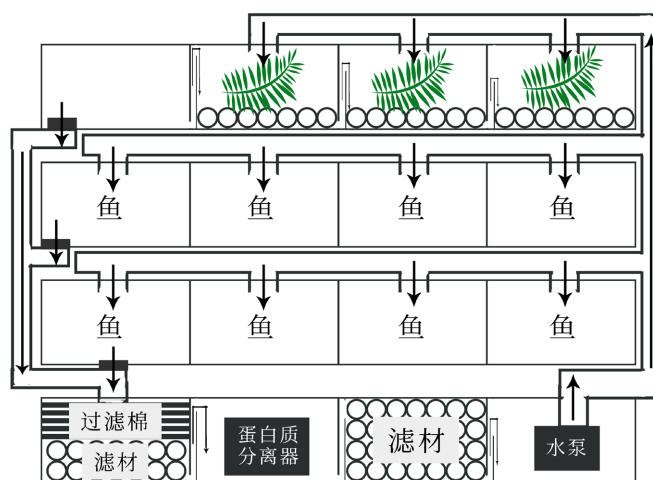 鱼 鱼 鱼 鱼
鱼 鱼 鱼 鱼
过滤棉
滤材
蛋白质
分离器
滤材
水泵